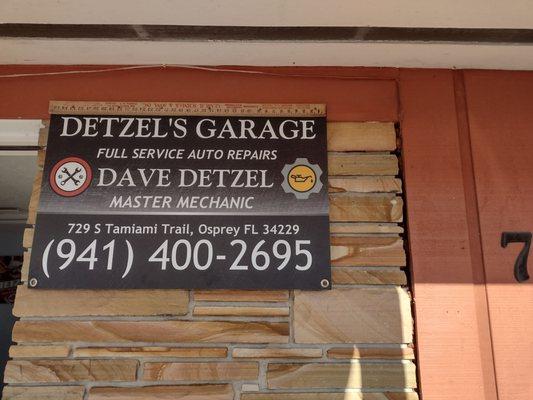 DETZEL'S GARAGE
FULL SERVICE AUTO REPAIRS
DAVE DETZEL
MASTER MECHANIC
729 S Tamiami Trail, Osprey FL 34229
(941) 400-2695
7